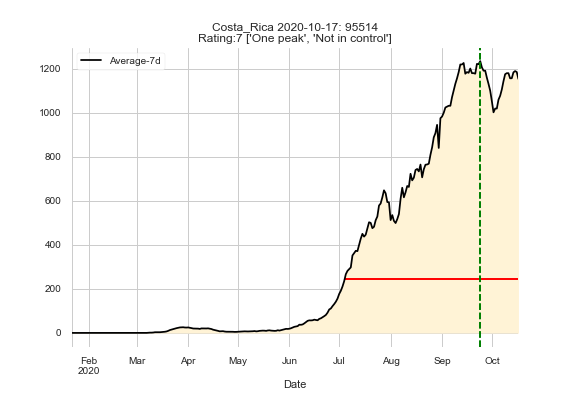 Costa_Rica 2020-10-17: 95514
Rating:7 ['One peak', 'Not in control']
Average-7d
1200
1000
800
600
400
200
0
Feb Mar Apr May Jun Jul Aug Sep Oct
2020
Date